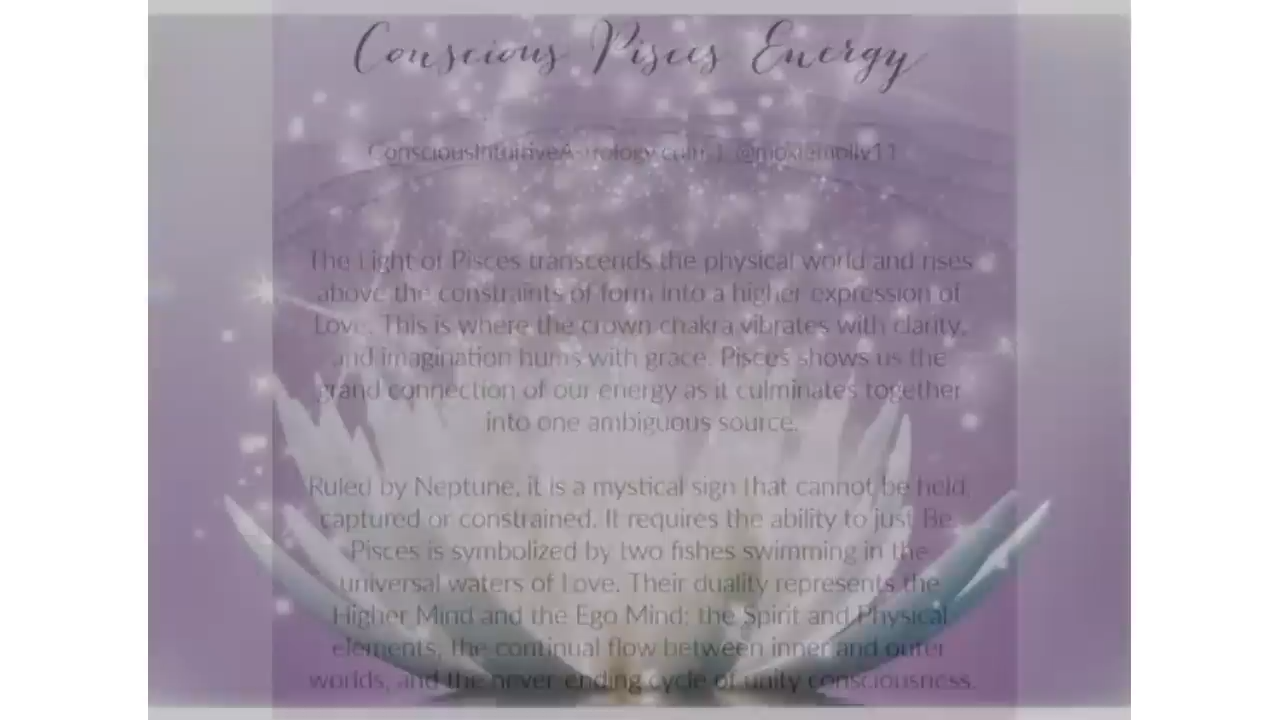 Conscious Pisces Energy
ConsciousIntuitiveAstrology.com | @moxiemolly11
The Light of Pisces transcends the physical world and rises
above the constraints of form into a higher expression of
Love. This is where the crown chakra vibrates with clarity,
and imagination hums with grace. Pisces shows us the
grand connection of our energy as it culminates together
into one ambiguous source.
Ruled by Neptune, it is a mystical sign that cannot be held,
captured or constrained. It requires the ability to just Be.
Pisces is symbolized by two fishes swimming in the
universal waters of Love. Their duality represents the
Higher Mind and the Ego Mind; the Spirit and Physical
elements, the continual flow between inner and outer
worlds, and the never ending cycle of unity consciousness.